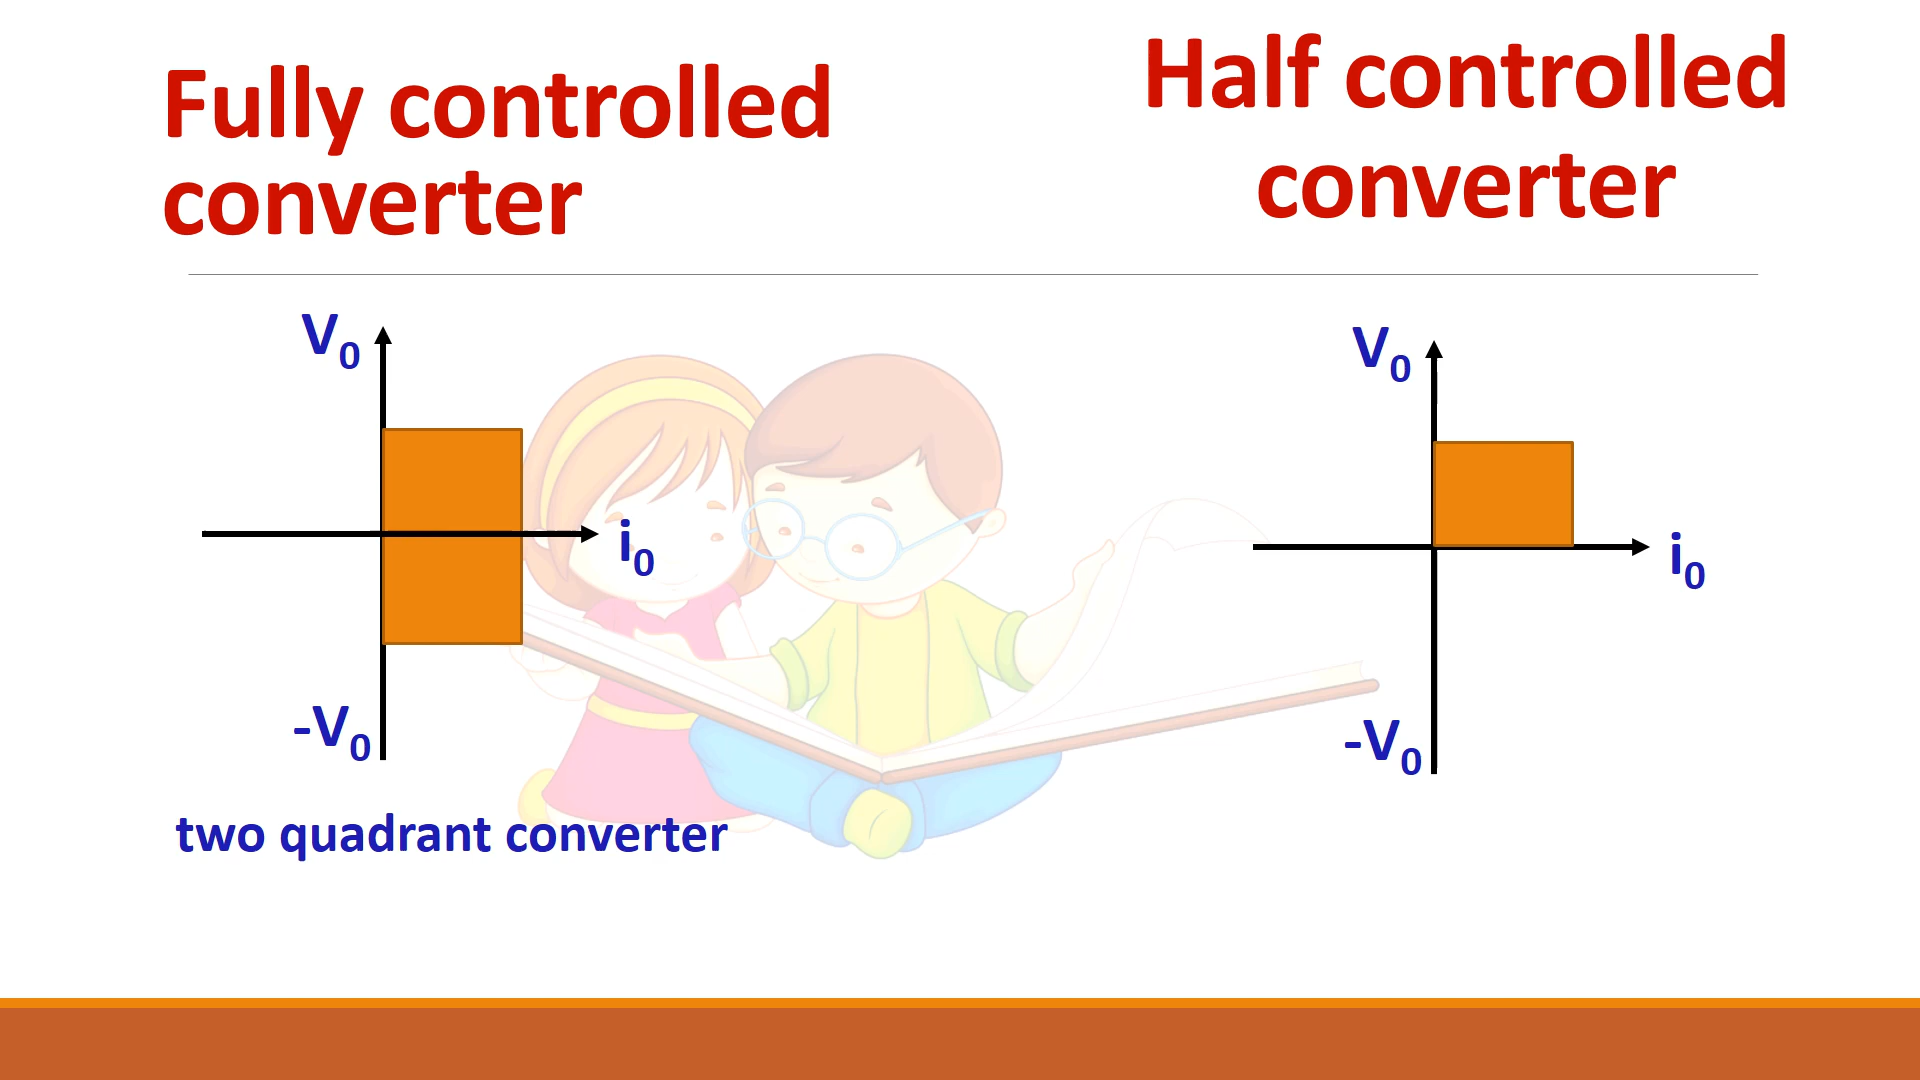 Fully controlled
converter
Half controlled
converter
V₀
i₀
-V₀
two quadrant converter
V₀
i₀
-V₀